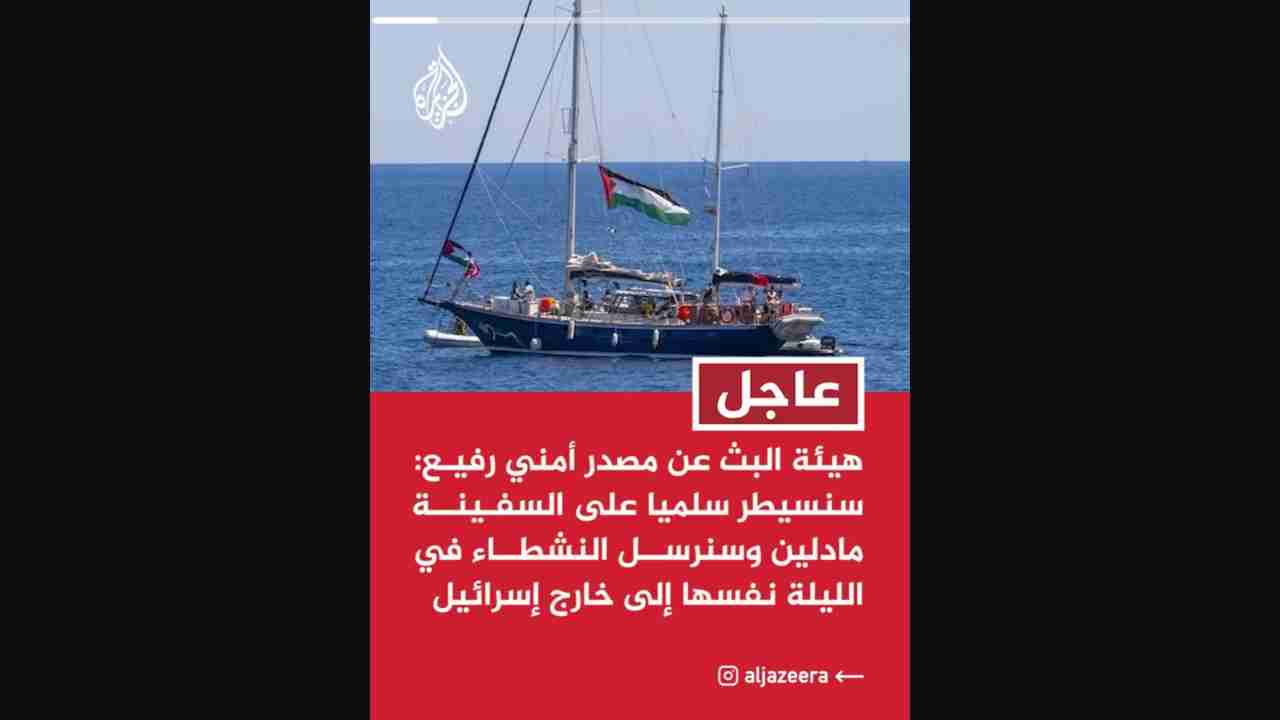 الجزيرة
عاجل
هيئة البث عن مصدر أمني رفيع:
سنسيطر سلميا على السفينة
مادلين وسنرسل النشطاء في
الليلة نفسها إلى خارج إسرائيل
aljazeera